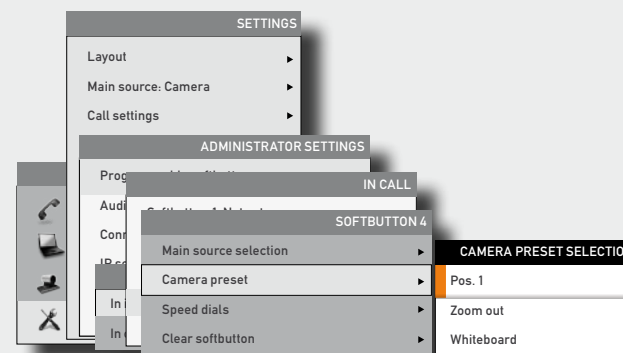 SETTINGS
Layout
Main source: Camera
Call settings
ADMINISTRATOR SETTINGS
IN CALL
SOFTBUTTON 4
Main source selection
CAMERA PRESET SELECTIO
Camera preset
Pos. 1
Speed dials
Zoom out
In
Clear softbutton
Whiteboard